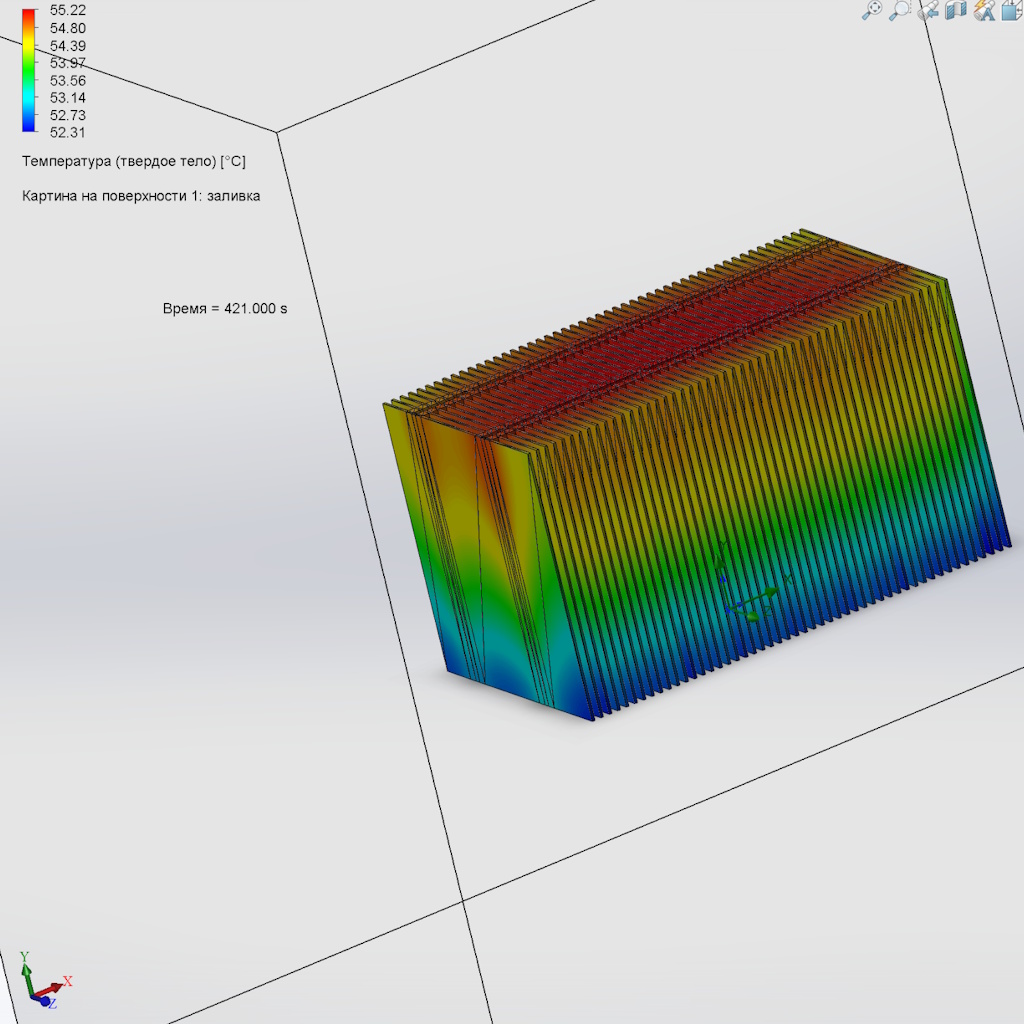 55.22
54.80
54.39
53.97
53.56
53.14
52.73
52.31
Температура (твердое тело) [°C]
Картина на поверхности 1: заливка
Время = 421.000 s
Y
X
Z